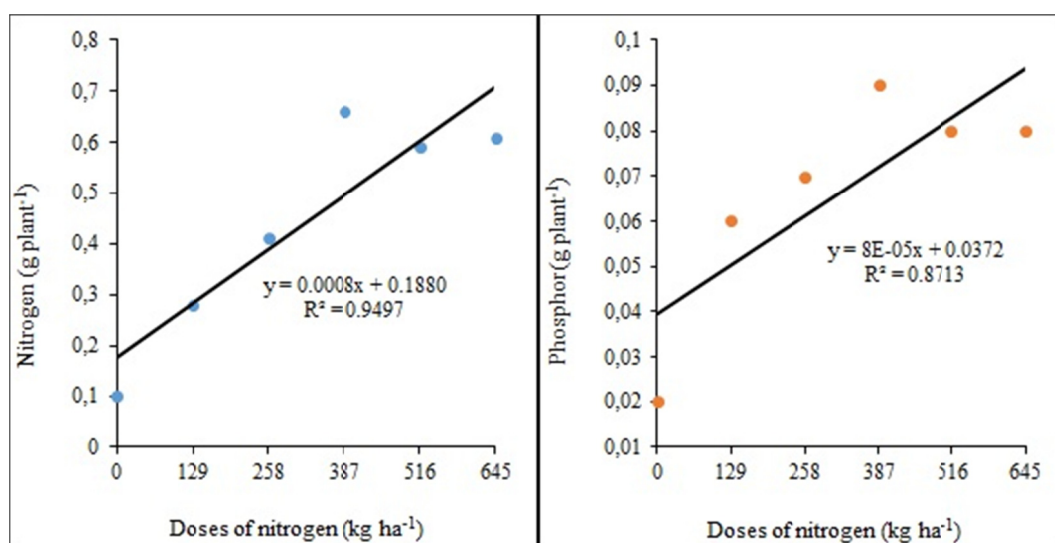 0,8
0,7
0,6
0,5
0,4
0,3
0,2
0,1
0
Nitrogen (g plant⁻¹)
y = 0.0008x + 0.1880
R² = 0.9497
0 129 258 387 516 645
Doses of nitrogen (kg ha⁻¹)
0,1
0,09
0,08
0,07
0,06
0,05
0,04
0,03
0,02
0,01
Phosphor(g plant⁻¹)
y = 8E-05x + 0.0372
R² = 0.8713
0 129 258 387 516 645
Doses of nitrogen (kg ha⁻¹)